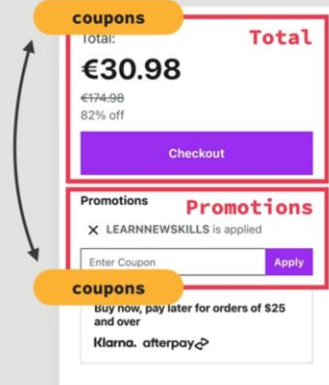 coupons
Total:
Total
€30.98
€174.98
82% off
Checkout
Promotions
Promotions
X LEARNNEWSKILLS is applied
Enter Coupon
Apply
coupons
Buy now, pay later for orders of $25
and over
Klarna. afterpay